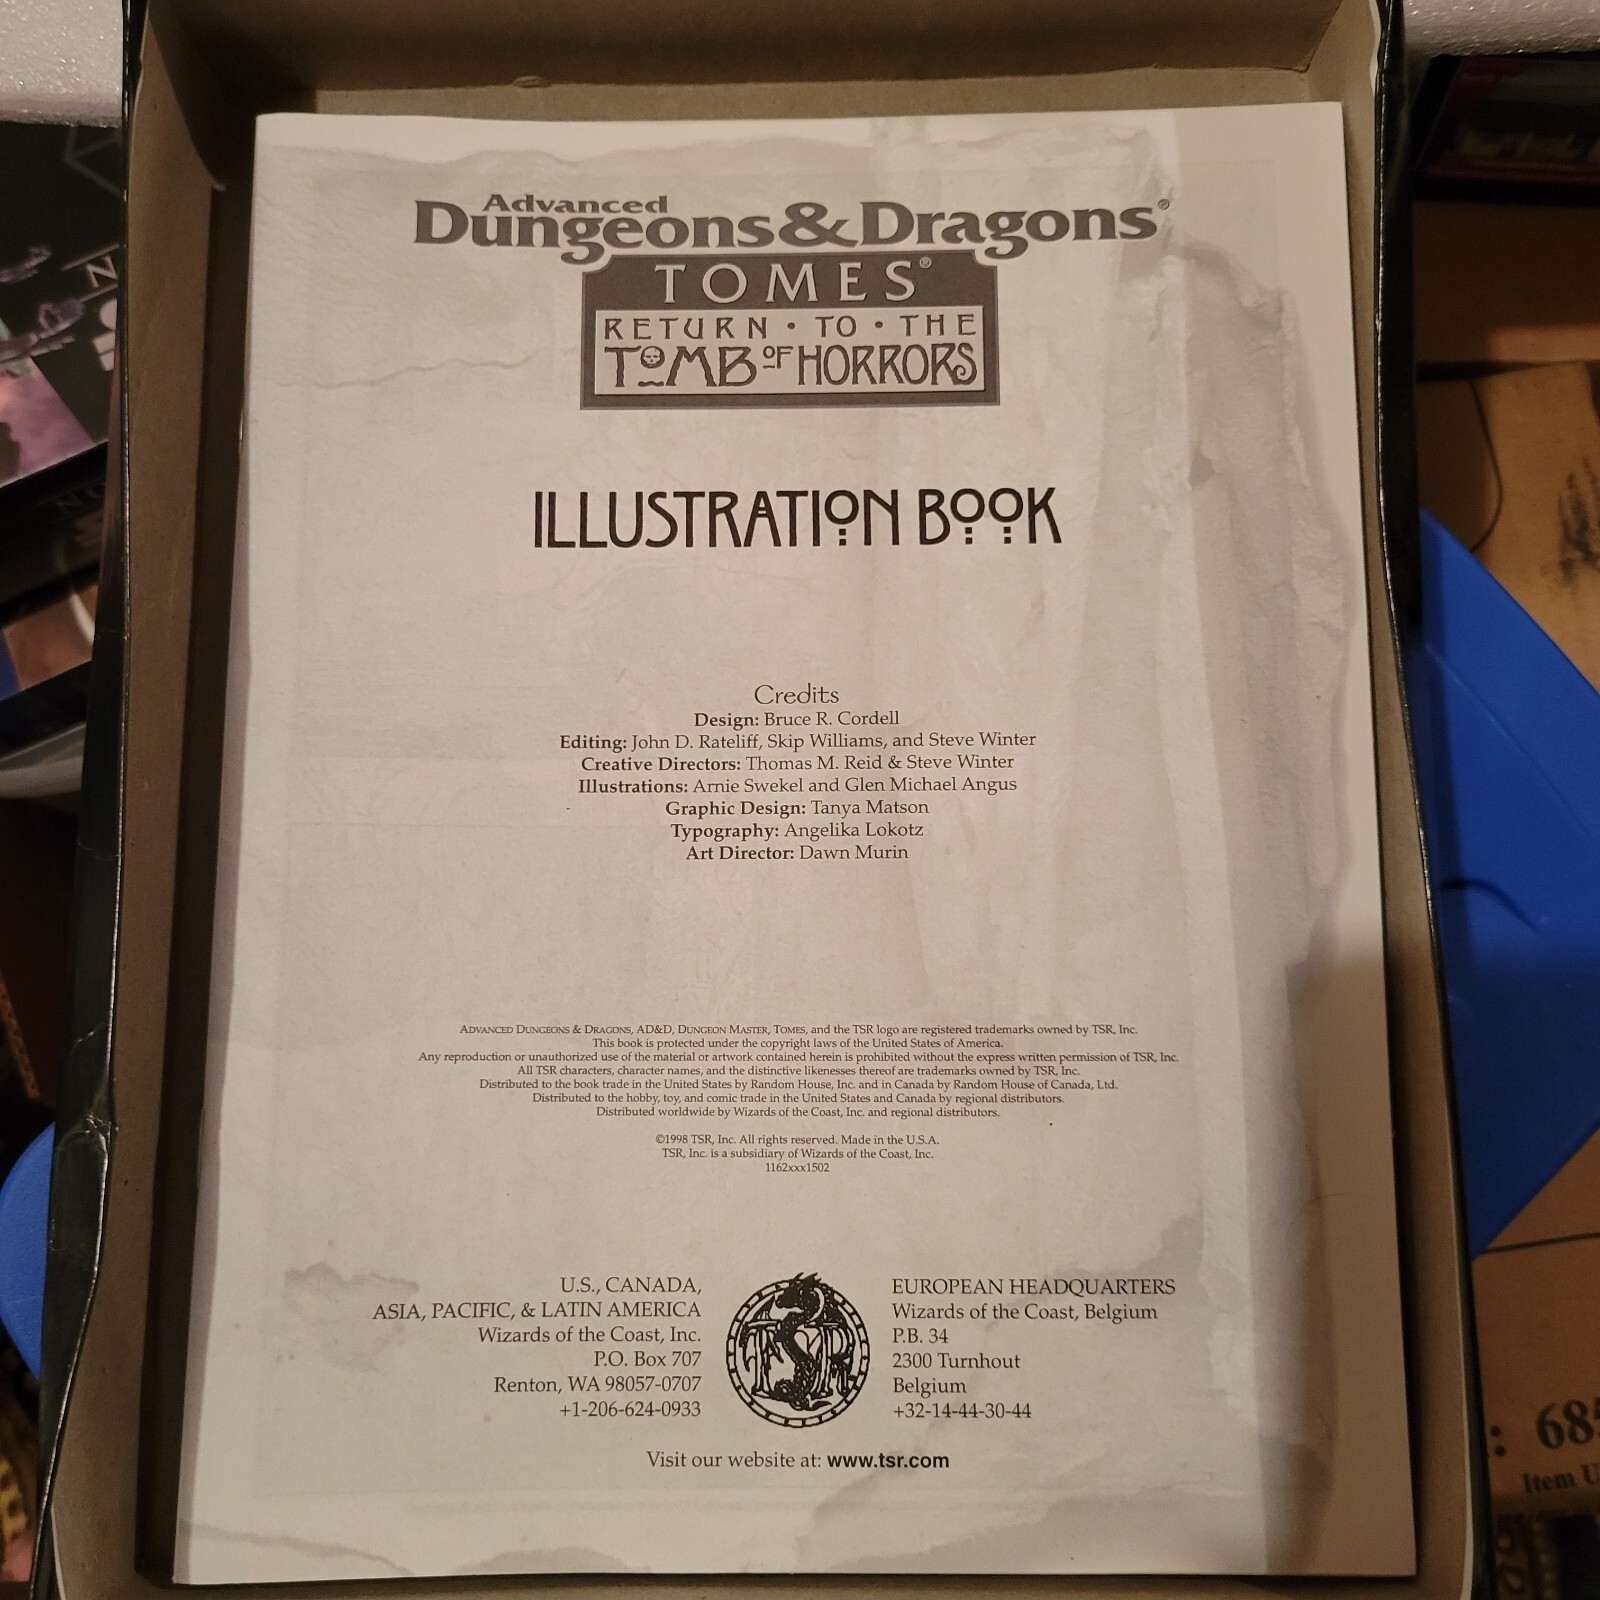 Advanced
Dungeons & Dragons®
TOMES®
RETURN · TO · THE
TOMB OF HORRORS
ILLUSTRATION BOOK
Credits
Design: Bruce R. Cordell
Editing: John D. Rateliff, Skip Williams, and Steve Winter
Creative Directors: Thomas M. Reid & Steve Winter
Illustrations: Arnie Swekel and Glen Michael Angus
Graphic Design: Tanya Matson
Typography: Angelika Lokotz
Art Director: Dawn Murin
ADVANCED DUNGEONS & DRAGONS, AD&D, DUNGEON MASTER, TOMES, and the TSR logo are registered trademarks owned by TSR, Inc.
This book is protected under the copyright laws of the United States of America.
Any reproduction or unauthorized use of the material or artwork contained herein is prohibited without the express written permission of TSR, Inc.
All TSR characters, character names, and the distinctive likenesses thereof are trademarks owned by TSR, Inc.
Distributed to the book trade in the United States by Random House, Inc. and in Canada by Random House of Canada, Ltd.
Distributed to the hobby, toy, and comic trade in the United States and Canada by regional distributors.
Distributed worldwide by Wizards of the Coast, Inc. and regional distributors.
©1998 TSR, Inc. All rights reserved. Made in the U.S.A.
TSR, Inc. is a subsidiary of Wizards of the Coast, Inc.
1162xxx1502
U.S., CANADA,
ASIA, PACIFIC, & LATIN AMERICA
Wizards of the Coast, Inc.
P.O. Box 707
Renton, WA 98057-0707
+1-206-624-0933
TSR
EUROPEAN HEADQUARTERS
Wizards of the Coast, Belgium
P.B. 34
2300 Turnhout
Belgium
+32-14-44-30-44
Visit our website at: www.tsr.com
Item